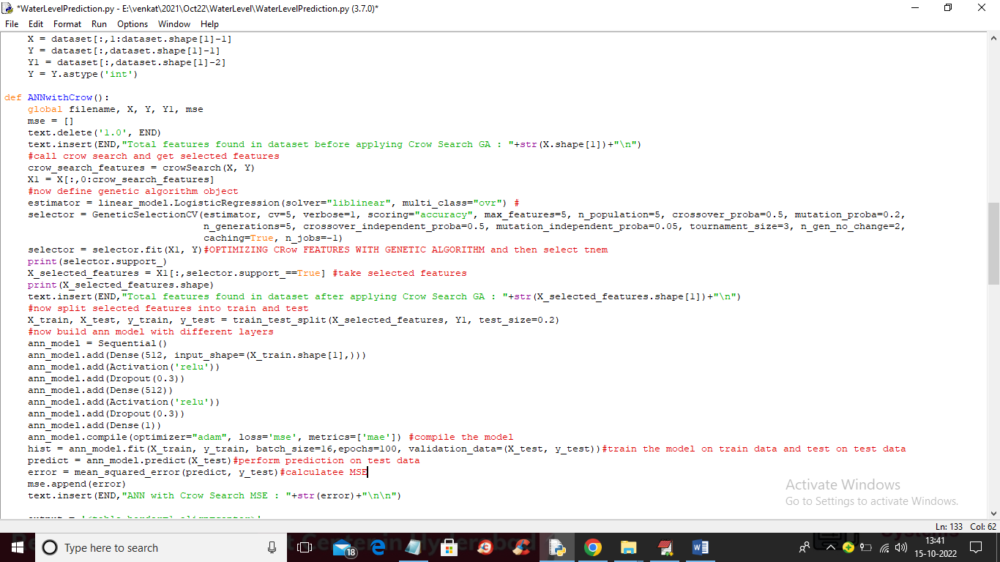 *WaterLevelPrediction.py - E:\venkat\2021\Oct22\WaterLevel\WaterLevelPrediction.py (3.7.0)*
File Edit Format Run Options Window Help
X = dataset[:,1:dataset.shape[1]-1]
Y = dataset[:,dataset.shape[1]-1]
Y1 = dataset[:,dataset.shape[1]-2]
Y = Y.astype('int')
def ANNwithCrow():
global filename, X, Y, Y1, mse
mse = []
text.delete('1.0', END)
text.insert(END,"Total features found in dataset before applying Crow Search GA : "+str(X.shape[1])+"\n")
#call crow search and get selected features
crow_search_features = crowSearch(X, Y)
X1 = X[:,0:crow_search_features]
#now define genetic algorithm object
estimator = linear_model.LogisticRegression(solver="liblinear", multi_class="ovr") #
selector = GeneticSelectionCV(estimator, cv=5, verbose=1, scoring="accuracy", max_features=5, n_population=5, crossover_proba=0.5, mutation_proba=0.2,
n_generations=5, crossover_independent_proba=0.5, mutation_independent_proba=0.05, tournament_size=3, n_gen_no_change=2,
caching=True, n_jobs=-1)
selector = selector.fit(X1, Y)#OPTIMIZING CRow FEATURES WITH GENETIC ALGORITHM and then select tnem
print(selector.support_)
X_selected_features = X1[:,selector.support_==True] #take selected features
print(X_selected_features.shape)
text.insert(END,"Total features found in dataset after applying Crow Search GA : "+str(X_selected_features.shape[1])+"\n")
#now split selected features into train and test
X_train, X_test, y_train, y_test = train_test_split(X_selected_features, Y1, test_size=0.2)
#now build ann model with different layers
ann_model = Sequential()
ann_model.add(Dense(512, input_shape=(X_train.shape[1],)))
ann_model.add(Activation('relu'))
ann_model.add(Dropout(0.3))
ann_model.add(Dense(512))
ann_model.add(Activation('relu'))
ann_model.add(Dropout(0.3))
ann_model.add(Dense(1))
ann_model.compile(optimizer="adam", loss='mse', metrics=['mae']) #compile the model
hist = ann_model.fit(X_train, y_train, batch_size=16,epochs=100, validation_data=(X_test, y_test))#train the model on train data and test on test data
predict = ann_model.predict(X_test)#perform prediction on test data
error = mean_squared_error(predict, y_test)#calculatee MSE
mse.append(error)
text.insert(END,"ANN with Crow Search MSE : "+str(error)+"\n\n")
Activate Windows
Go to Settings to activate Windows.
Ln: 133 Col: 62
Type here to search
18
13:41
15-10-2022